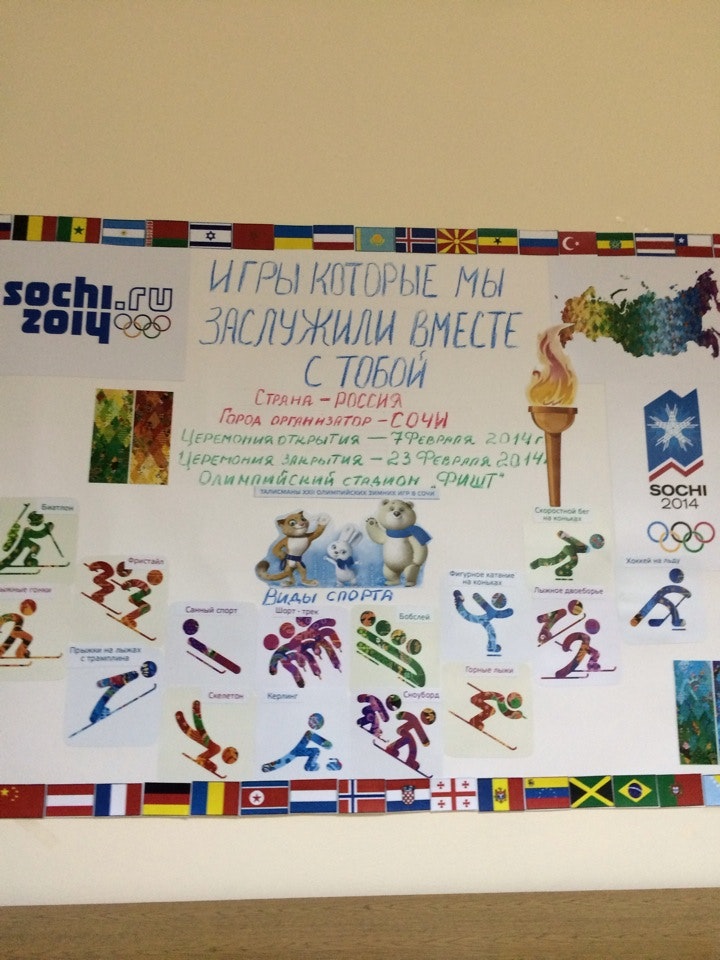 sochi.ru
2014
ИГРЫ КОТОРЫЕ МЫ
ЗАСЛУЖИЛИ ВМЕСТЕ
С ТОБОЙ
СТРАНА – РОССИЯ
ГОРОД ОРГАНИЗАТОР – СОЧИ
ЦЕРЕМОНИЯ ОТКРЫТИЯ — 7 ФЕВРАЛЯ 2014 г
ЦЕРЕМОНИЯ ЗАКРЫТИЯ — 23 ФЕВРАЛЯ 2014
ОЛИМПИЙСКИЙ СТАДИОН „ФИШТ"
ТАЛИСМАНЫ XXII ОЛИМПИЙСКИХ ЗИМНИХ ИГР В СОЧИ
SOCHI
2014
ВИДЫ СПОРТА
Биатлон
Скоростной бег
на коньках
Фристайл
Фигурное катание
на коньках
Хоккей на льду
гонки
Лыжное двоеборье
Санный спорт
Шорт - трек
Бобслей
Прыжки на лыжах
с трамплина
Горные лыжи
Скелетон
Керлинг
Сноуборд